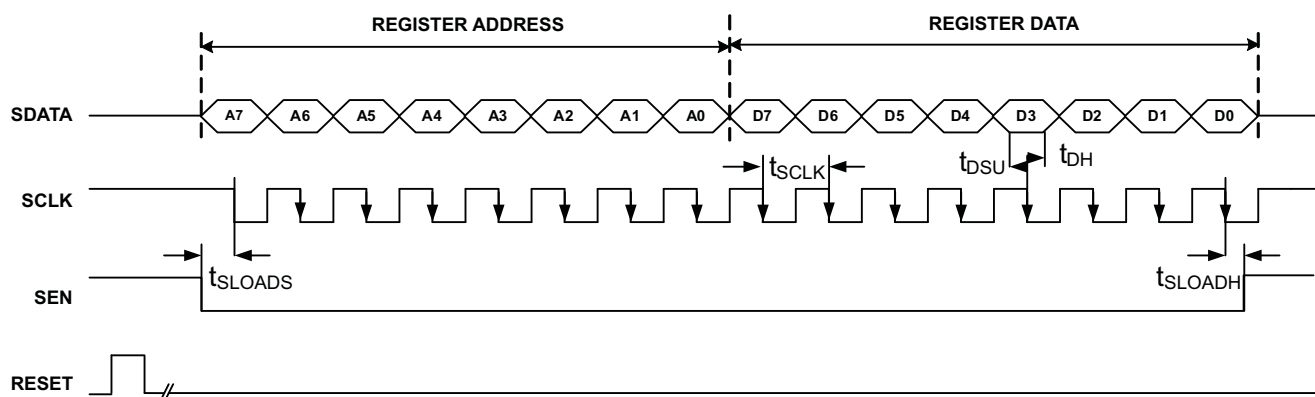 REGISTER ADDRESS REGISTER DATA
SDATA A7 A6 A5 A4 A3 A2 A1 A0 D7 D6 D5 D4 D3 D2 D1 D0
tSCLK tDSU tDH
SCLK
tSLOADS tSLOADH
SEN
RESET